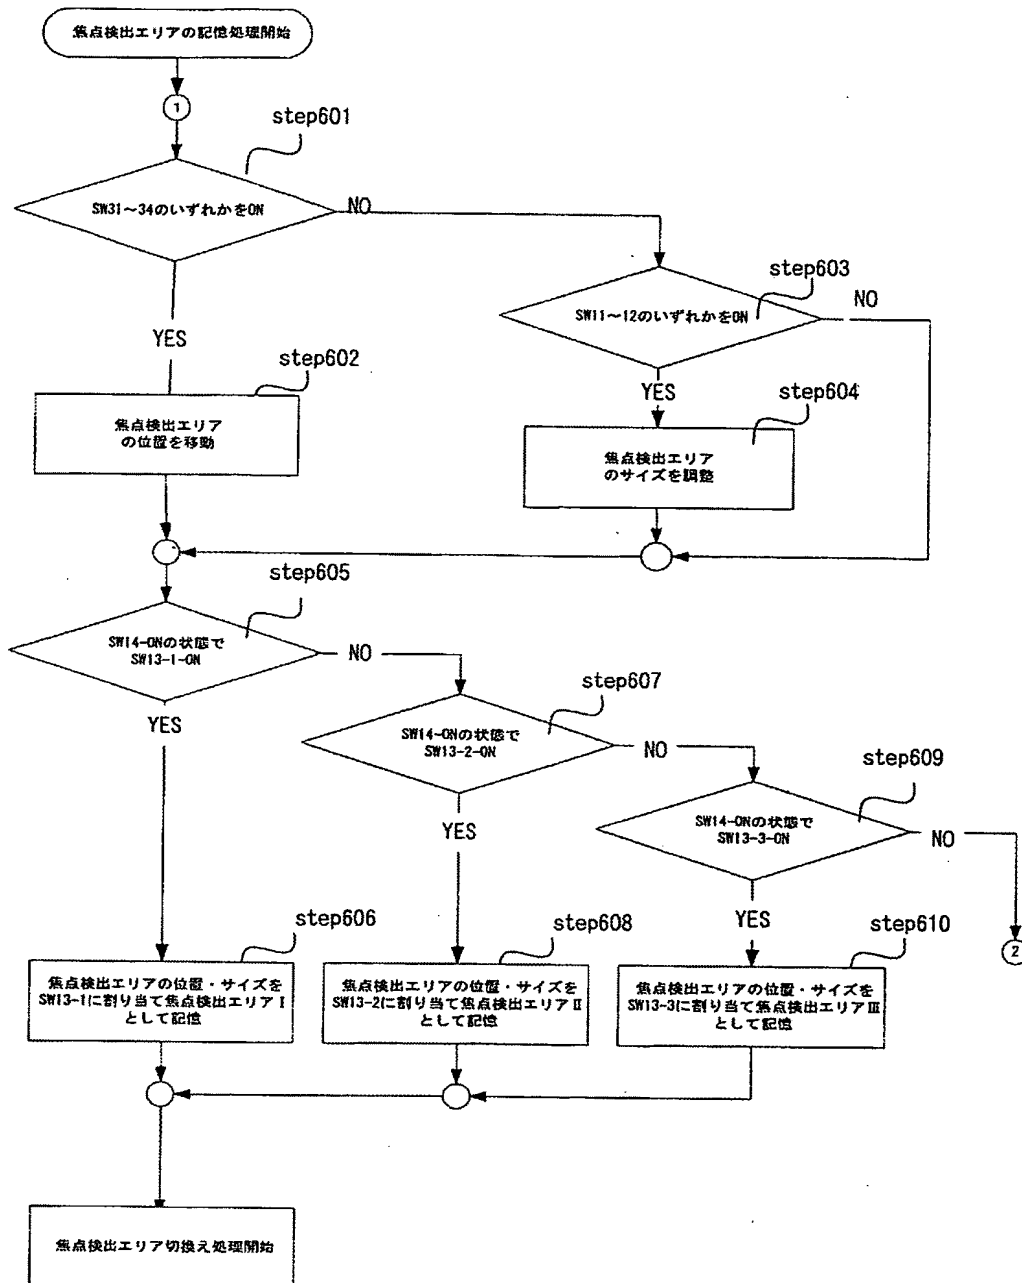 焦点検出エリアの記憶処理開始
1
step601
SW31~34のいずれかをON
NO
step603
SW11~12のいずれかをON
NO
YES
step602
YES
step604
焦点検出エリア
の位置を移動
焦点検出エリア
のサイズを調整
step605
SW14-ONの状態で
SW13-1-ON
NO
step607
YES
SW14-ONの状態で
SW13-2-ON
NO
step609
SW14-ONの状態で
SW13-3-ON
NO
YES
YES
step606
step608
step610
2
焦点検出エリアの位置・サイズを
SW13-1に割り当て焦点検出エリアⅠ
として記憶
焦点検出エリアの位置・サイズを
SW13-2に割り当て焦点検出エリアⅡ
として記憶
焦点検出エリアの位置・サイズを
SW13-3に割り当て焦点検出エリアⅢ
として記憶
焦点検出エリア切換え処理開始